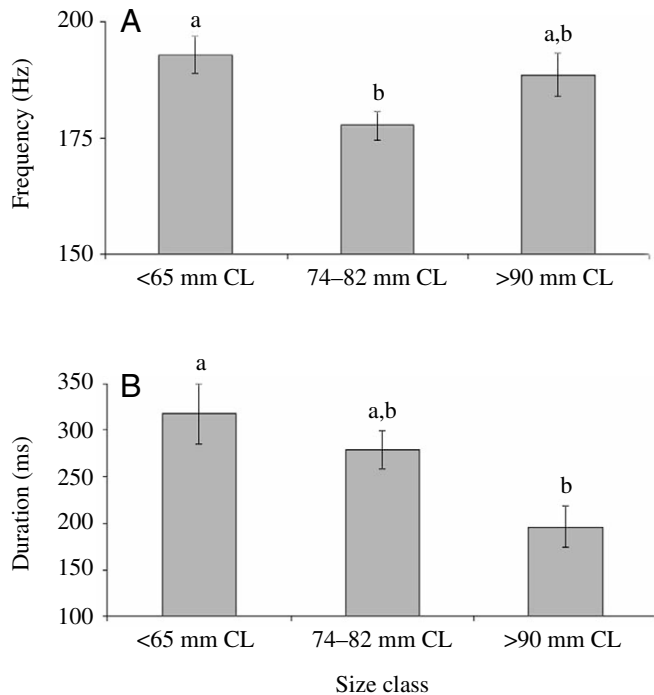 A
200
a
a,b
b
175
150
Frequency (Hz)
<65 mm CL 74–82 mm CL >90 mm CL
B
350
a
a,b
300
b
250
200
150
100
Duration (ms)
<65 mm CL 74–82 mm CL >90 mm CL
Size class